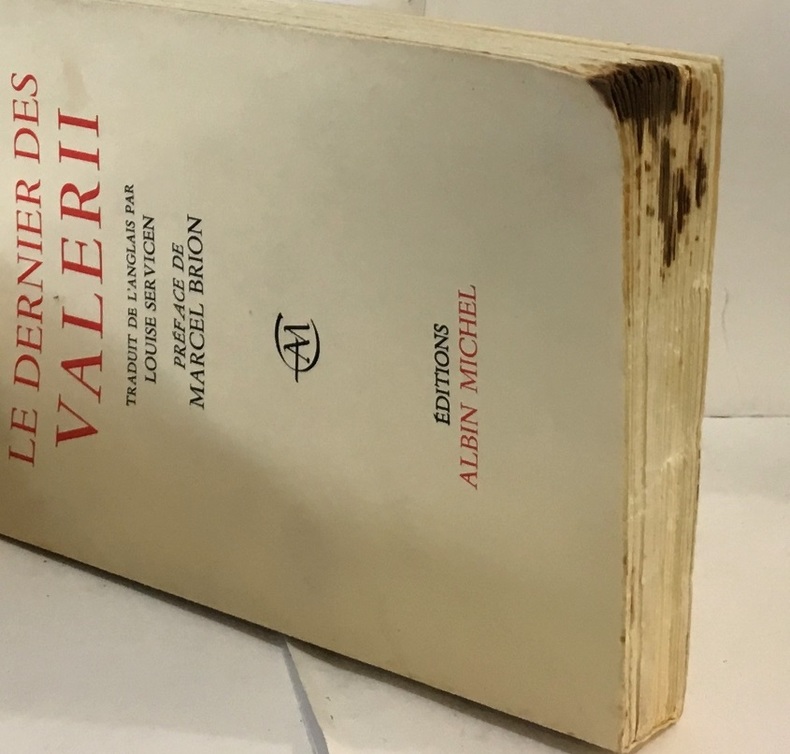 LE DERNIER DES
VALERII
TRADUIT DE L'ANGLAIS PAR
LOUISE SERVICEN
PRÉFACE DE
MARCEL BRION
AM
ÉDITIONS
ALBIN MICHEL